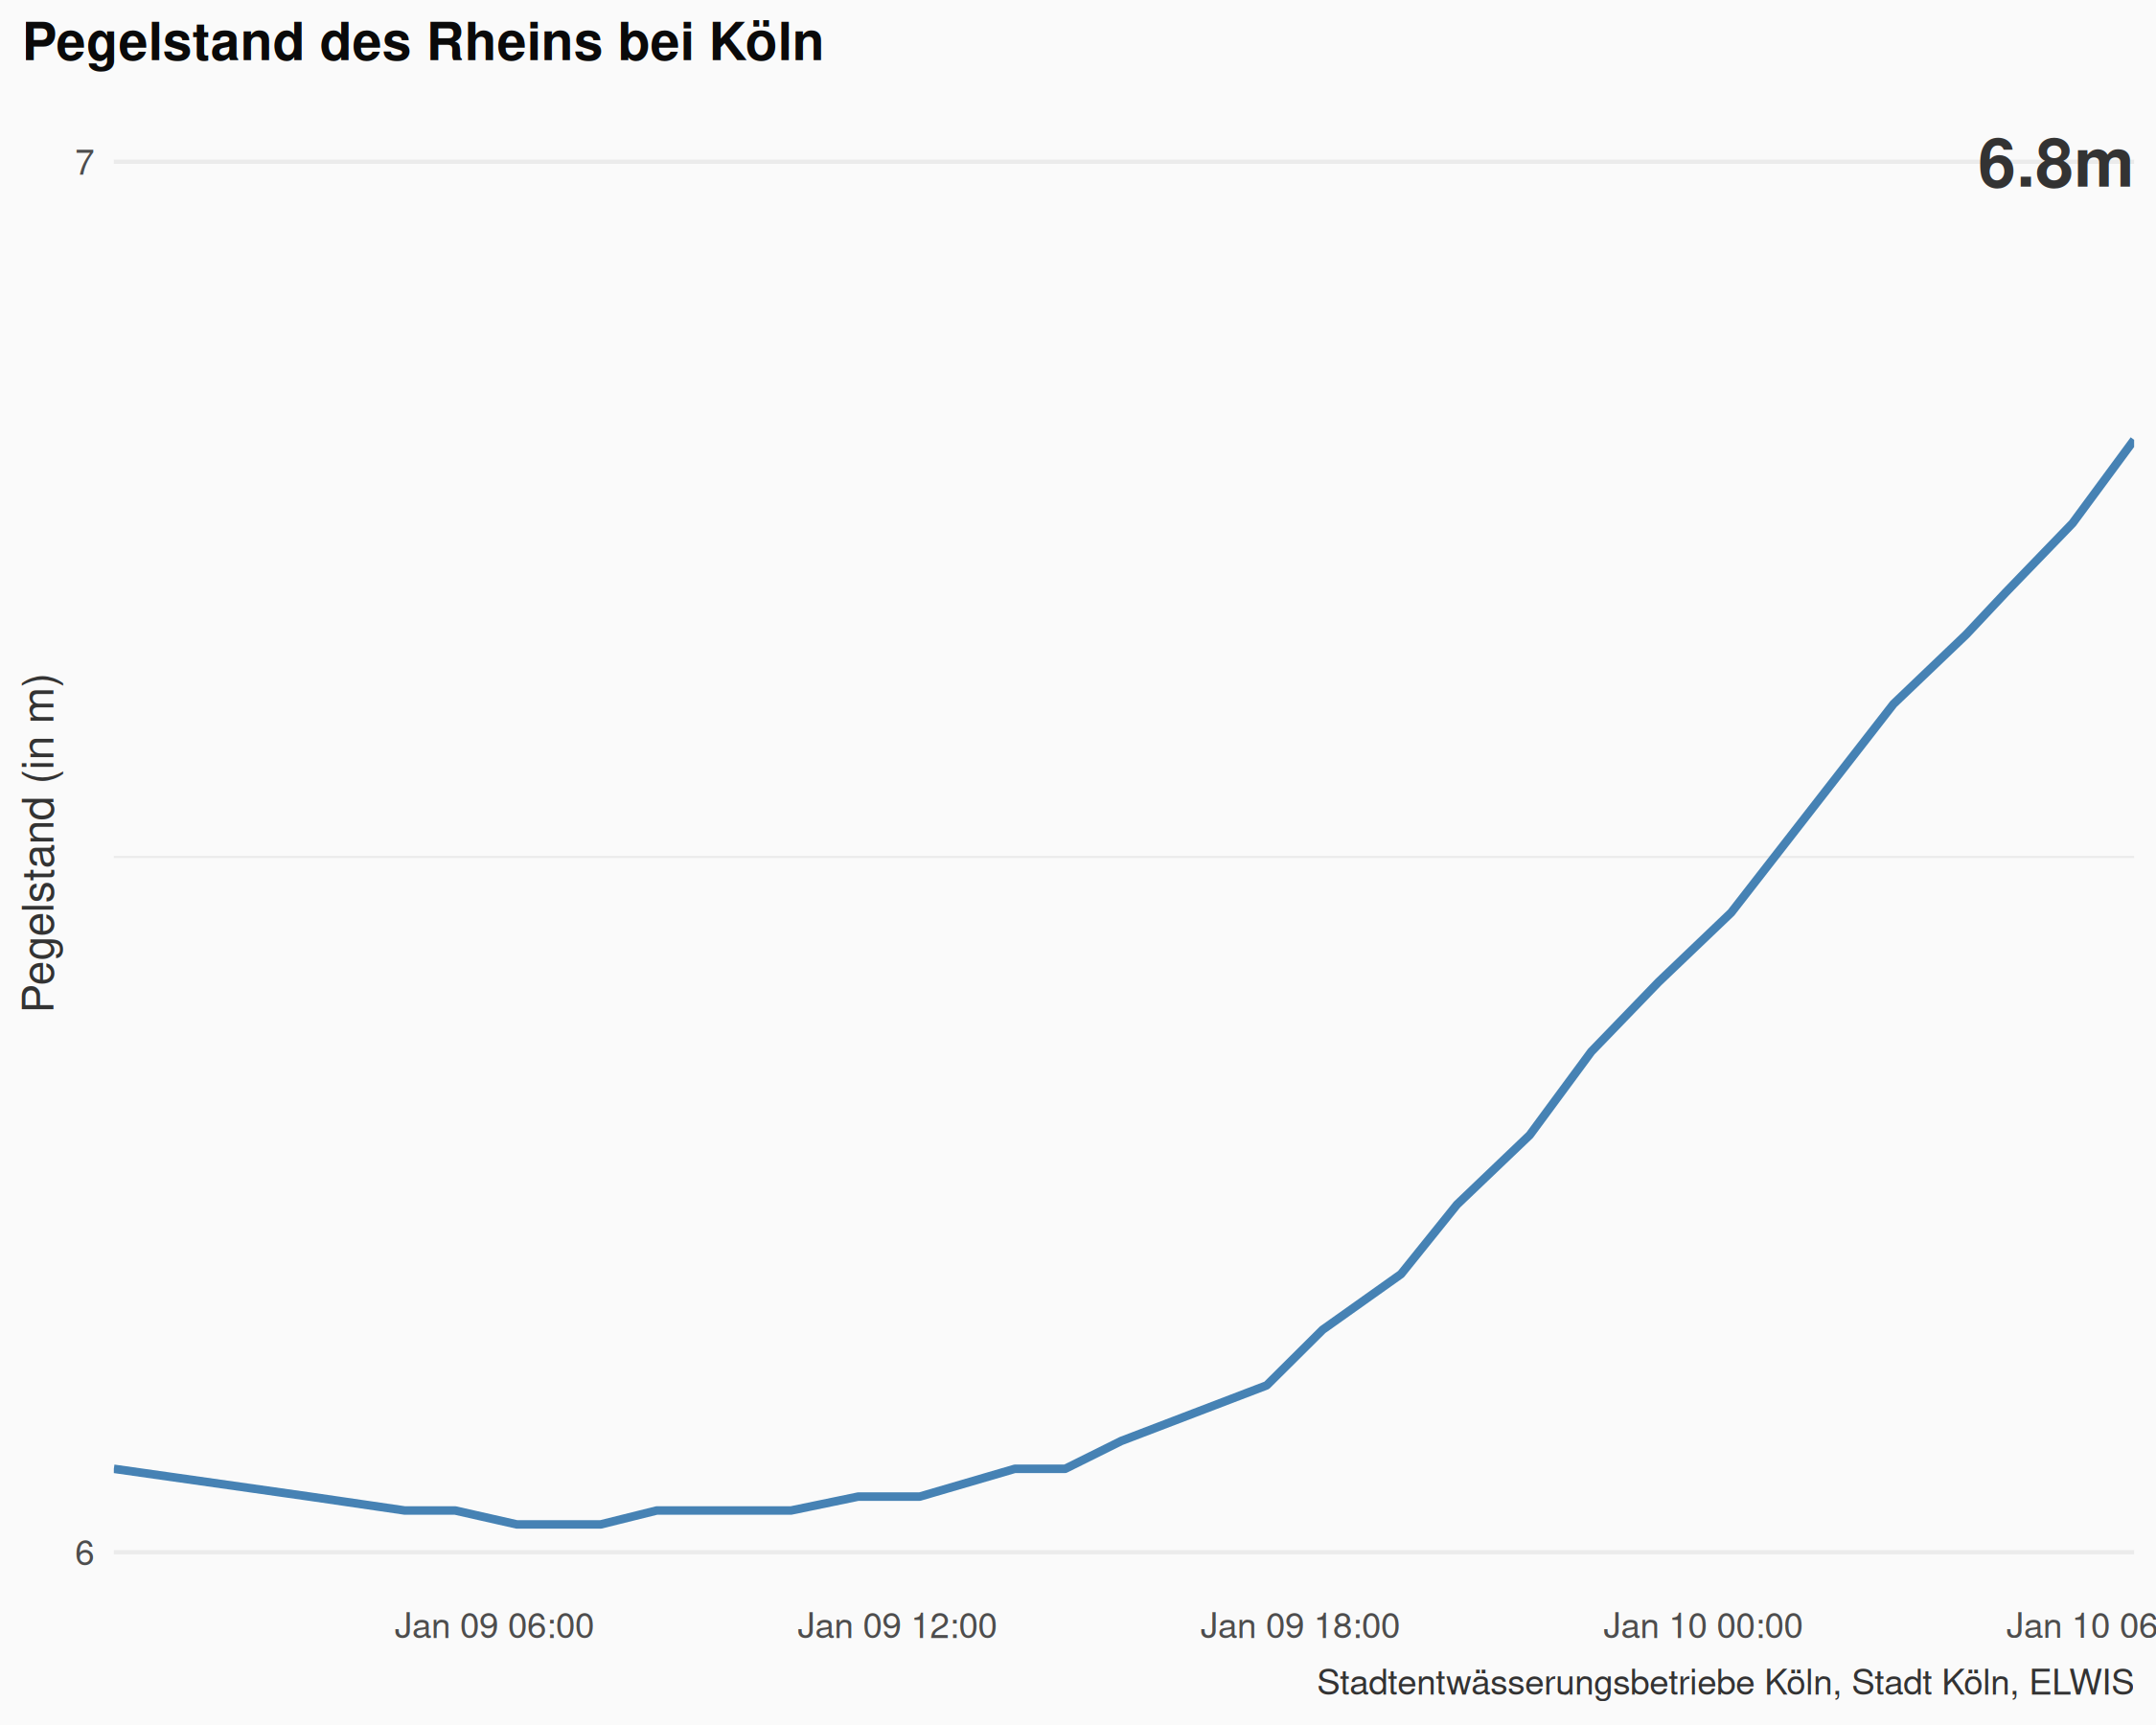 Pegelstand des Rheins bei Köln
7
6.8m
Pegelstand (in m)
6
Jan 09 06:00 Jan 09 12:00 Jan 09 18:00 Jan 10 00:00 Jan 10 06
Stadtentwässerungsbetriebe Köln, Stadt Köln, ELWIS